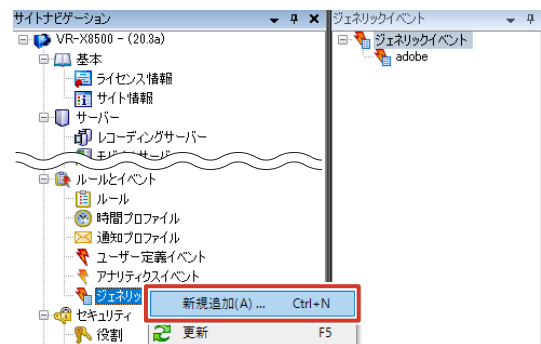 サイトナビゲーション
VR-X8500 - (20.3a)
基本
ライセンス情報
サイト情報
サーバー
レコーディングサーバー
ルールとイベント
ルール
時間プロファイル
通知プロファイル
ユーザー定義イベント
アナリティクスイベント
ジェネリッ
セキュリティ
役割
新規追加(A) ... Ctrl+N
更新 F5
ジェネリックイベント
ジェネリックイベント
adobe